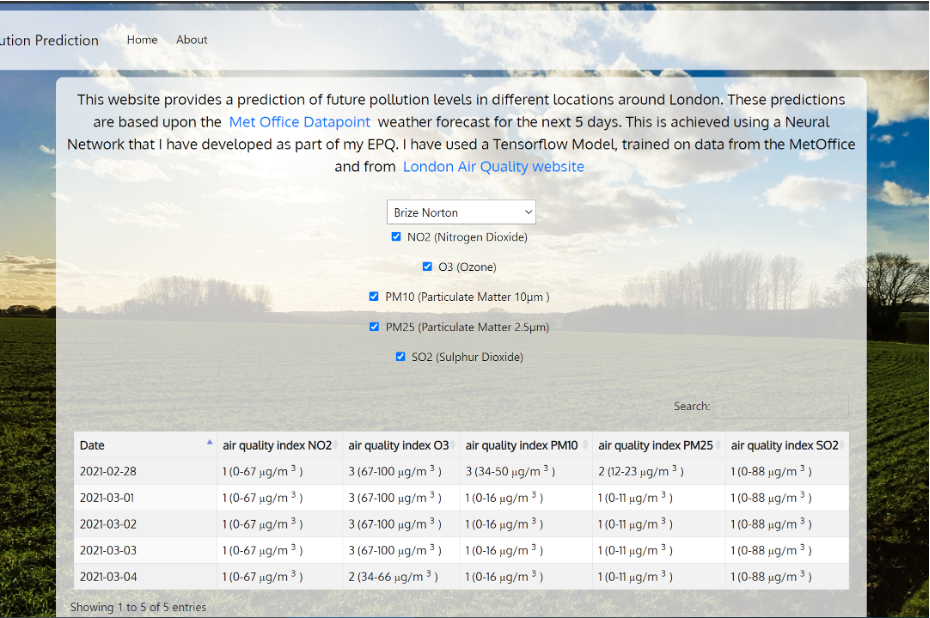 ution Prediction Home About
This website provides a prediction of future pollution levels in different locations around London. These predictions
are based upon the Met Office Datapoint weather forecast for the next 5 days. This is achieved using a Neural
Network that I have developed as part of my EPQ. I have used a Tensorflow Model, trained on data from the MetOffice
and from London Air Quality website
Brize Norton
NO2 (Nitrogen Dioxide)
O3 (Ozone)
PM10 (Particulate Matter 10µm )
PM25 (Particulate Matter 2.5µm)
SO2 (Sulphur Dioxide)
Search:
Date air quality index NO2 air quality index O3 air quality index PM10 air quality index PM25 air quality index SO2
2021-02-28 1 (0-67 µg/m ³ ) 3 (67-100 µg/m ³ ) 3 (34-50 µg/m ³ ) 2 (12-23 µg/m ³ ) 1 (0-88 µg/m ³ )
2021-03-01 1 (0-67 µg/m ³ ) 3 (67-100 µg/m ³ ) 1 (0-16 µg/m ³ ) 1 (0-11 µg/m ³ ) 1 (0-88 µg/m ³ )
2021-03-02 1 (0-67 µg/m ³ ) 3 (67-100 µg/m ³ ) 1 (0-16 µg/m ³ ) 1 (0-11 µg/m ³ ) 1 (0-88 µg/m ³ )
2021-03-03 1 (0-67 µg/m ³ ) 3 (67-100 µg/m ³ ) 1 (0-16 µg/m ³ ) 1 (0-11 µg/m ³ ) 1 (0-88 µg/m ³ )
2021-03-04 1 (0-67 µg/m ³ ) 2 (34-66 µg/m ³ ) 1 (0-16 µg/m ³ ) 1 (0-11 µg/m ³ ) 1 (0-88 µg/m ³ )
Showing 1 to 5 of 5 entries